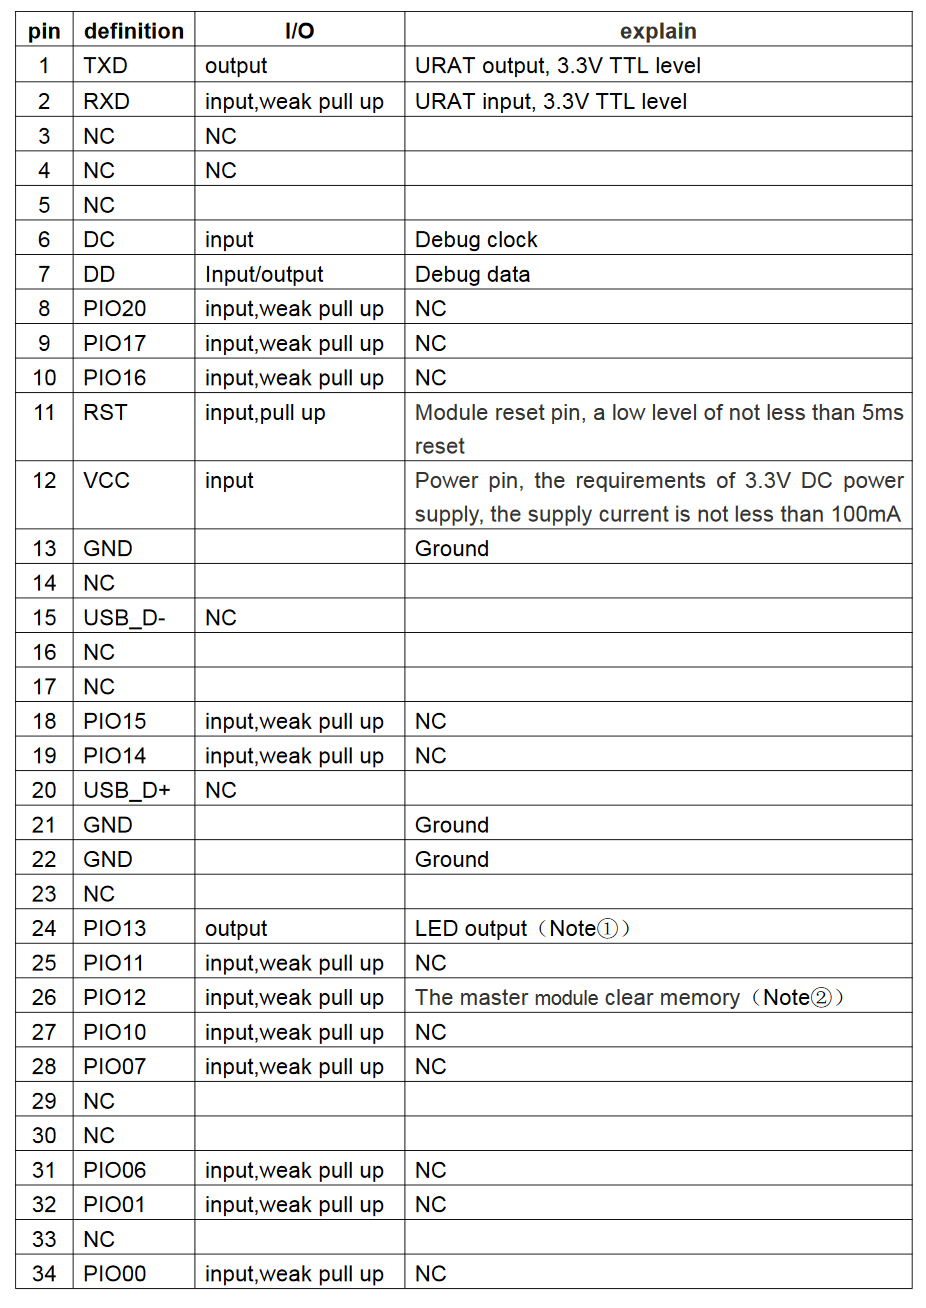 pin definition I/O explain
1 TXD output URAT output, 3.3V TTL level
2 RXD input,weak pull up URAT input, 3.3V TTL level
3 NC NC
4 NC NC
5 NC
6 DC input Debug clock
7 DD Input/output Debug data
8 PIO20 input,weak pull up NC
9 PIO17 input,weak pull up NC
10 PIO16 input,weak pull up NC
11 RST input,pull up Module reset pin, a low level of not less than 5ms
reset
12 VCC input Power pin, the requirements of 3.3V DC power
supply, the supply current is not less than 100mA
13 GND Ground
14 NC
15 USB_D- NC
16 NC
17 NC
18 PIO15 input,weak pull up NC
19 PIO14 input,weak pull up NC
20 USB_D+ NC
21 GND Ground
22 GND Ground
23 NC
24 PIO13 output LED output（Note①）
25 PIO11 input,weak pull up NC
26 PIO12 input,weak pull up The master module clear memory（Note②）
27 PIO10 input,weak pull up NC
28 PIO07 input,weak pull up NC
29 NC
30 NC
31 PIO06 input,weak pull up NC
32 PIO01 input,weak pull up NC
33 NC
34 PIO00 input,weak pull up NC